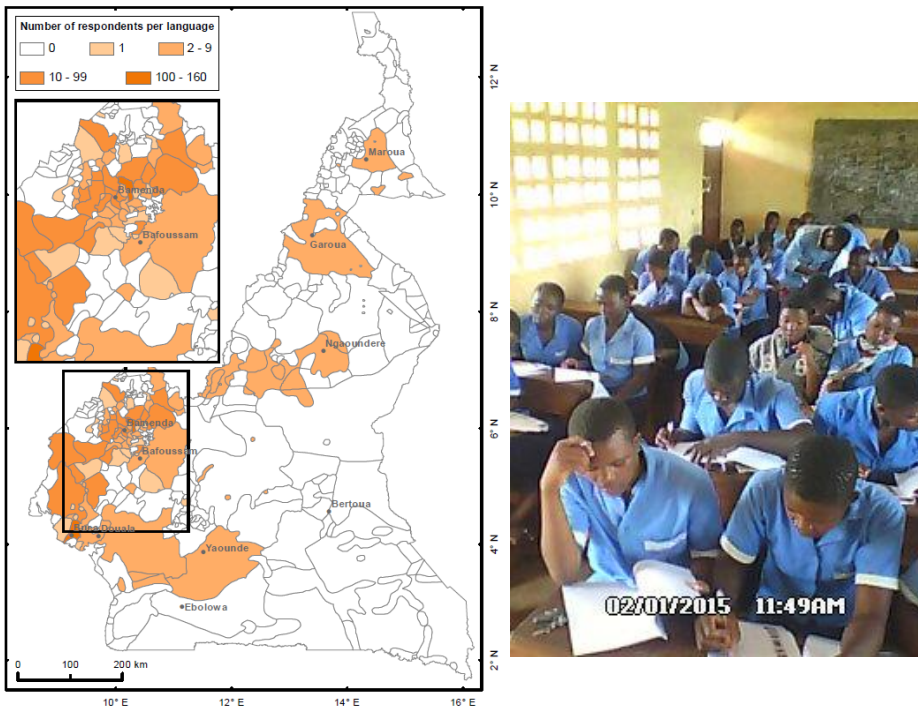 Number of respondents per language
0
1
2 - 9
10 - 99
100 - 160
Bamenda
Bafoussam
Maroua
Garoua
Ngaoundere
Bamenda
Bafoussam
Bertoua
Douala
Yaounde
Ebolowa
0 100 200 km
10° E
12° E
14° E
16° E
12° N
10° N
8° N
6° N
4° N
2° N
02/01/2015 11:49AM